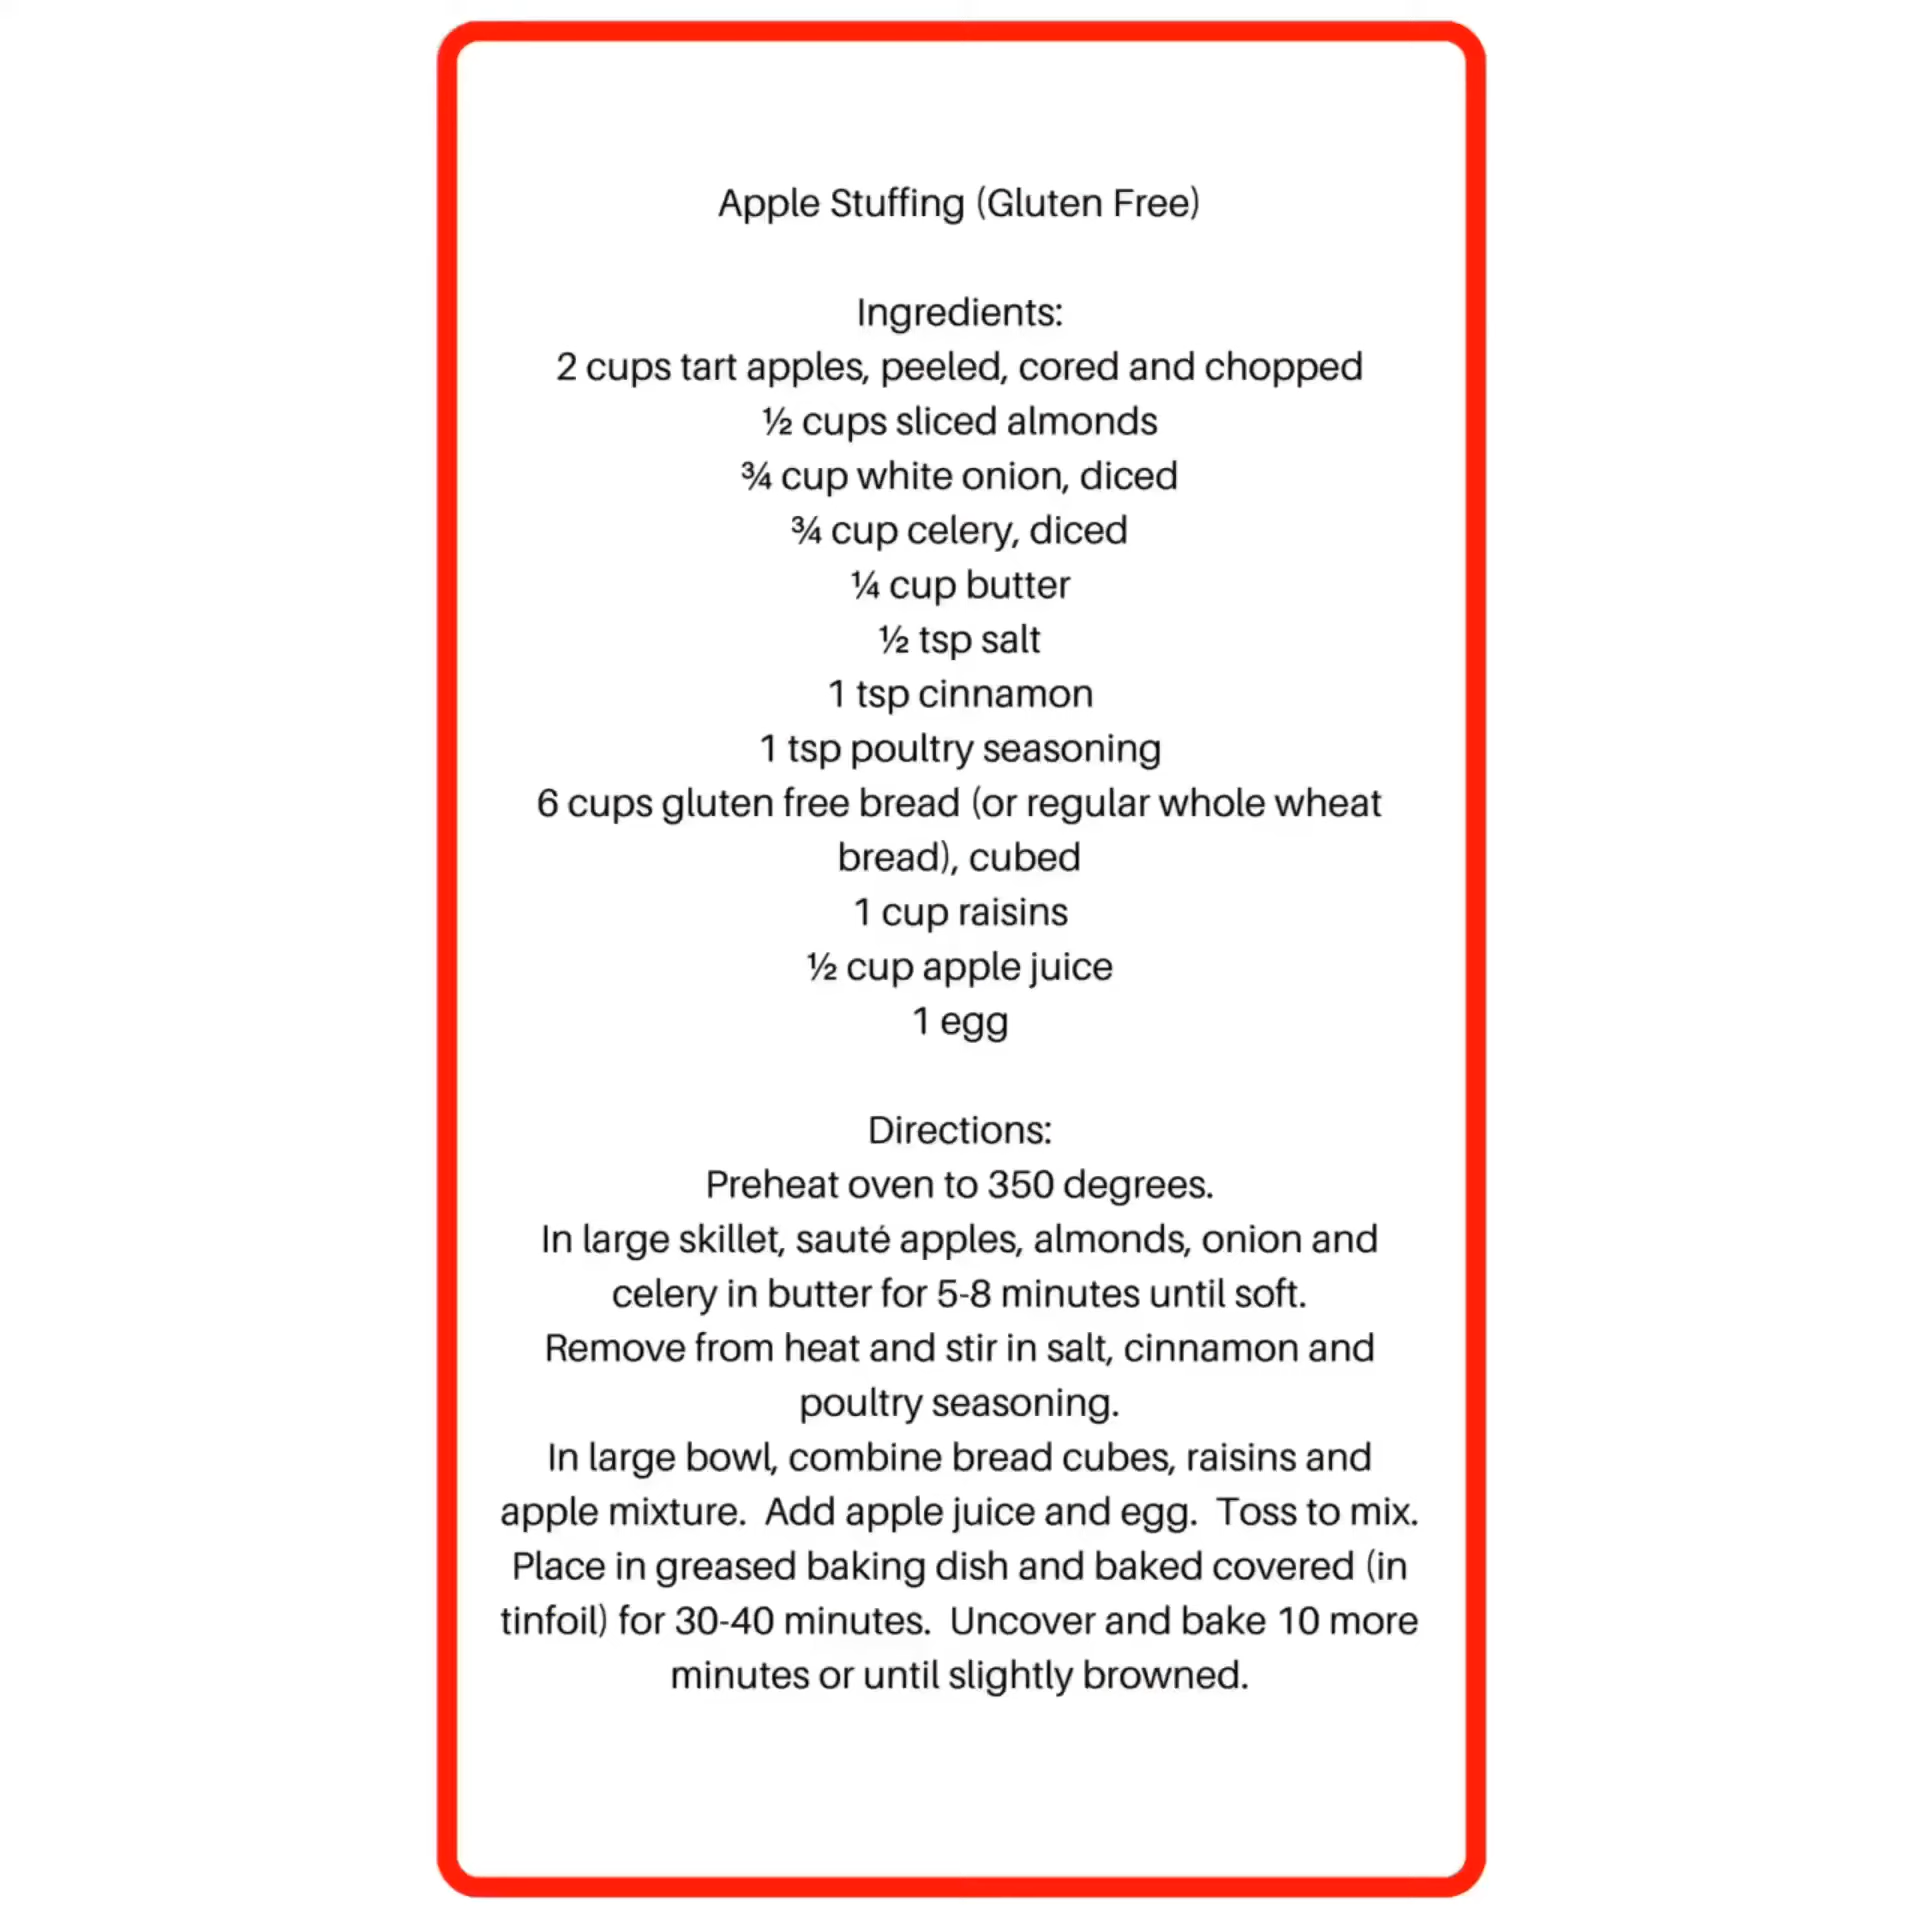 Apple Stuffing (Gluten Free)
Ingredients:
2 cups tart apples, peeled, cored and chopped
½ cups sliced almonds
¾ cup white onion, diced
¾ cup celery, diced
¼ cup butter
½ tsp salt
1 tsp cinnamon
1 tsp poultry seasoning
6 cups gluten free bread (or regular whole wheat
bread), cubed
1 cup raisins
½ cup apple juice
1 egg
Directions:
Preheat oven to 350 degrees.
In large skillet, sauté apples, almonds, onion and
celery in butter for 5-8 minutes until soft.
Remove from heat and stir in salt, cinnamon and
poultry seasoning.
In large bowl, combine bread cubes, raisins and
apple mixture.  Add apple juice and egg.  Toss to mix.
Place in greased baking dish and baked covered (in
tinfoil) for 30-40 minutes.  Uncover and bake 10 more
minutes or until slightly browned.